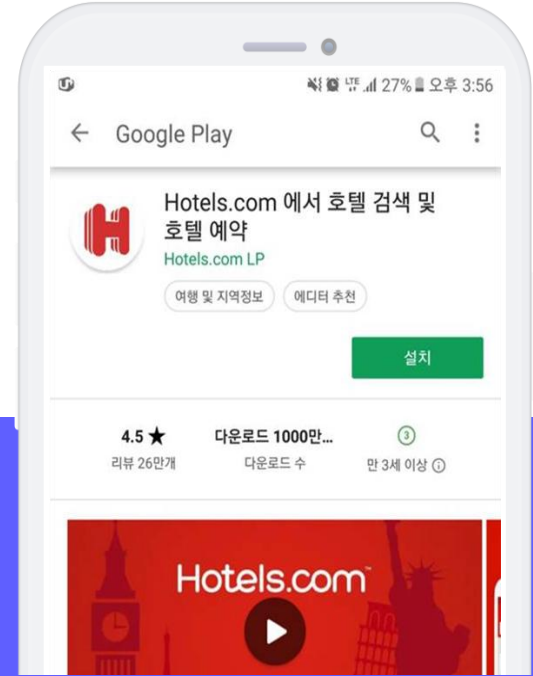 LTE 27% 오후 3:56
Google Play
Hotels.com 에서 호텔 검색 및
호텔 예약
Hotels.com LP
여행 및 지역정보 에디터 추천
설치
4.5★ 다운로드 1000만... 3
리뷰 26만개 다운로드 수 만 3세 이상
Hotels.com™